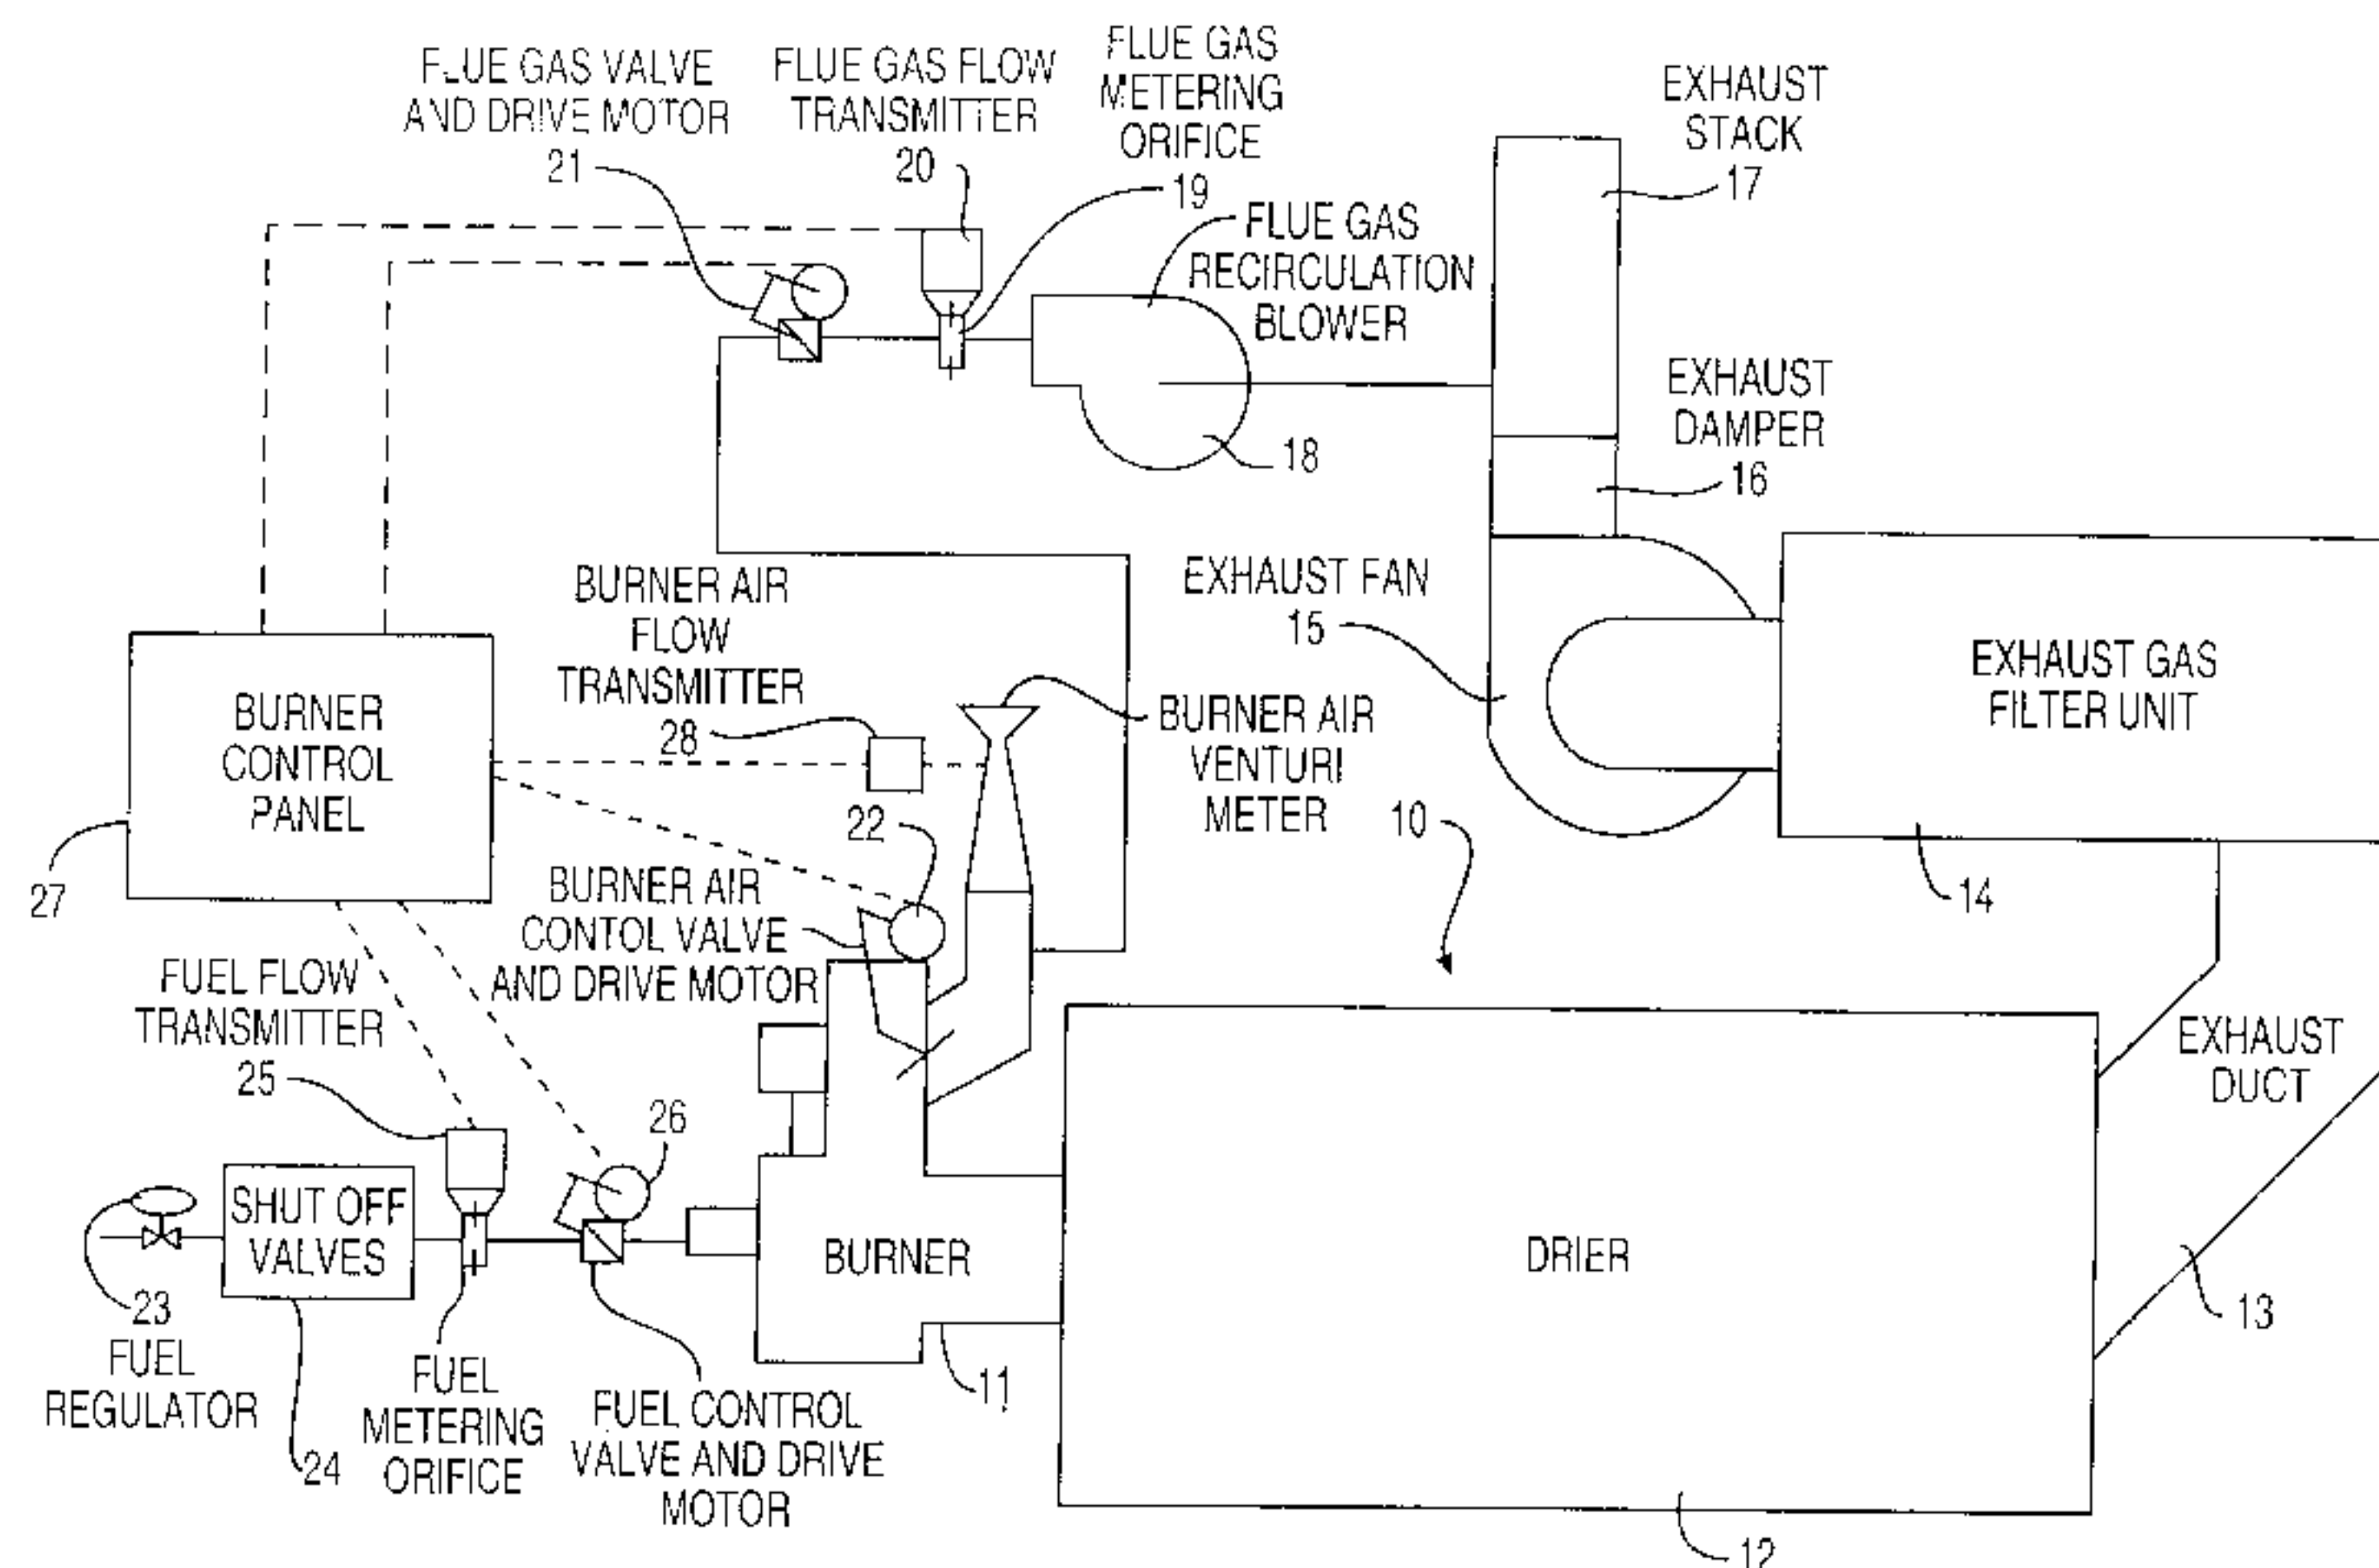 FLUE GAS VALVE
AND DRIVE MOTOR
21
FLUE GAS FLOW
TRANSMITTER
20
FLUE GAS
METERING
ORIFICE
19
EXHAUST
STACK
17
FLUE GAS
RECIRCULATION
BLOWER
18
EXHAUST
DAMPER
16
EXHAUST FAN
15
EXHAUST GAS
FILTER UNIT
14
BURNER AIR
FLOW
TRANSMITTER
28
BURNER
CONTROL
PANEL
27
BURNER AIR
VENTURI
METER
10
22
BURNER AIR
CONTOL VALVE
AND DRIVE MOTOR
FUEL FLOW
TRANSMITTER
25
26
EXHAUST
DUCT
13
SHUT OFF
VALVES
24
BURNER
11
DRIER
12
23
FUEL
REGULATOR
FUEL
METERING
ORIFICE
FUEL CONTROL
VALVE AND DRIVE
MOTOR